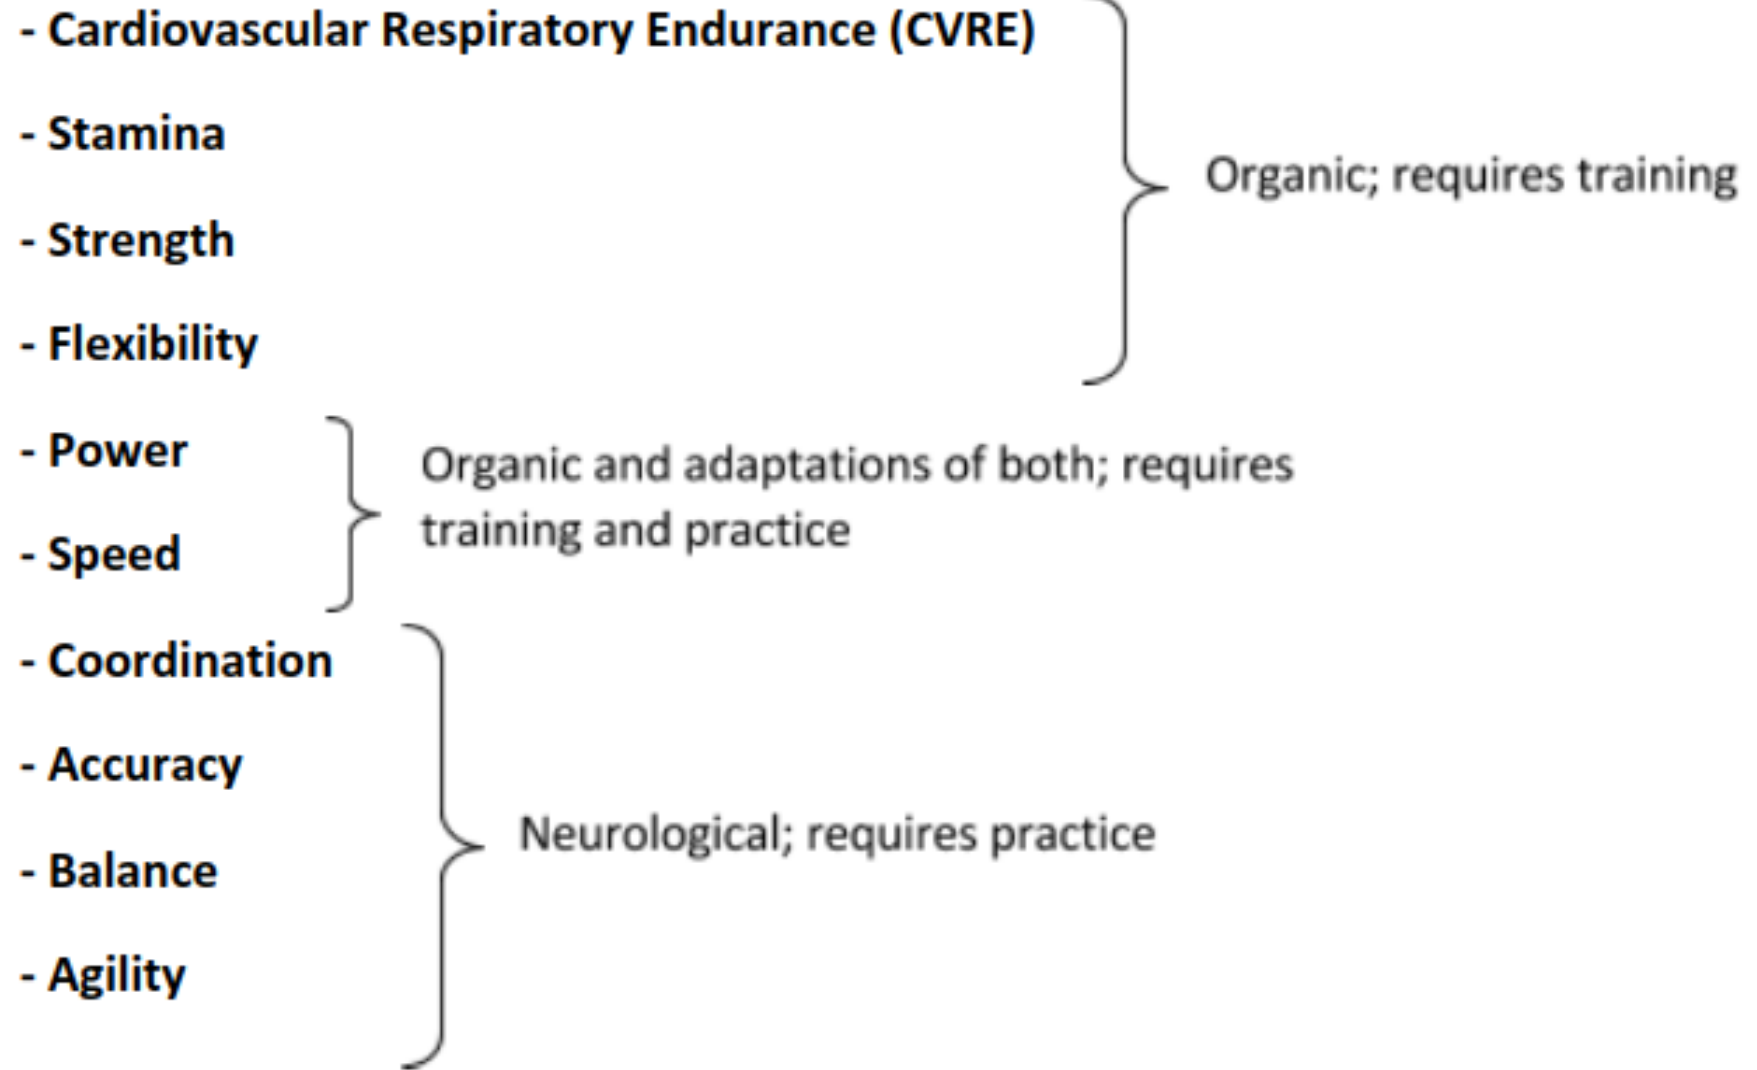 - Cardiovascular Respiratory Endurance (CVRE)
- Stamina
Organic; requires training
- Strength
- Flexibility
- Power
Organic and adaptations of both; requires
training and practice
- Speed
- Coordination
- Accuracy
Neurological; requires practice
- Balance
- Agility